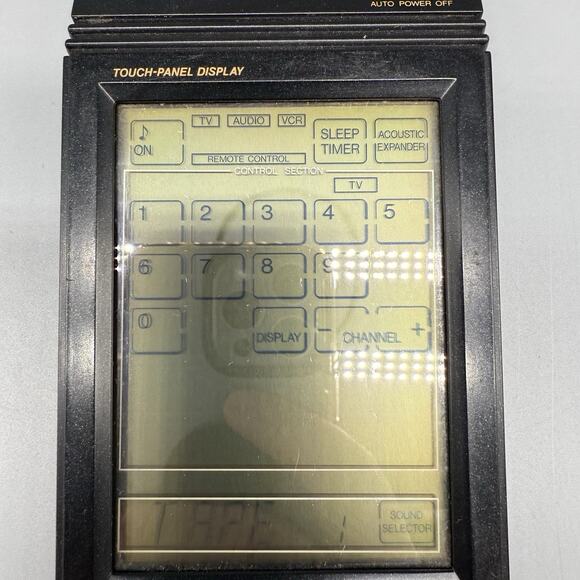 AUTO POWER OFF
TOUCH-PANEL DISPLAY
♪ ON
TV AUDIO VCR
SLEEP TIMER
ACOUSTIC EXPANDER
REMOTE CONTROL
CONTROL SECTION
TV
1 2 3 4 5
6 7 8 9
0 DISPLAY - CHANNEL +
SOUND SELECTOR